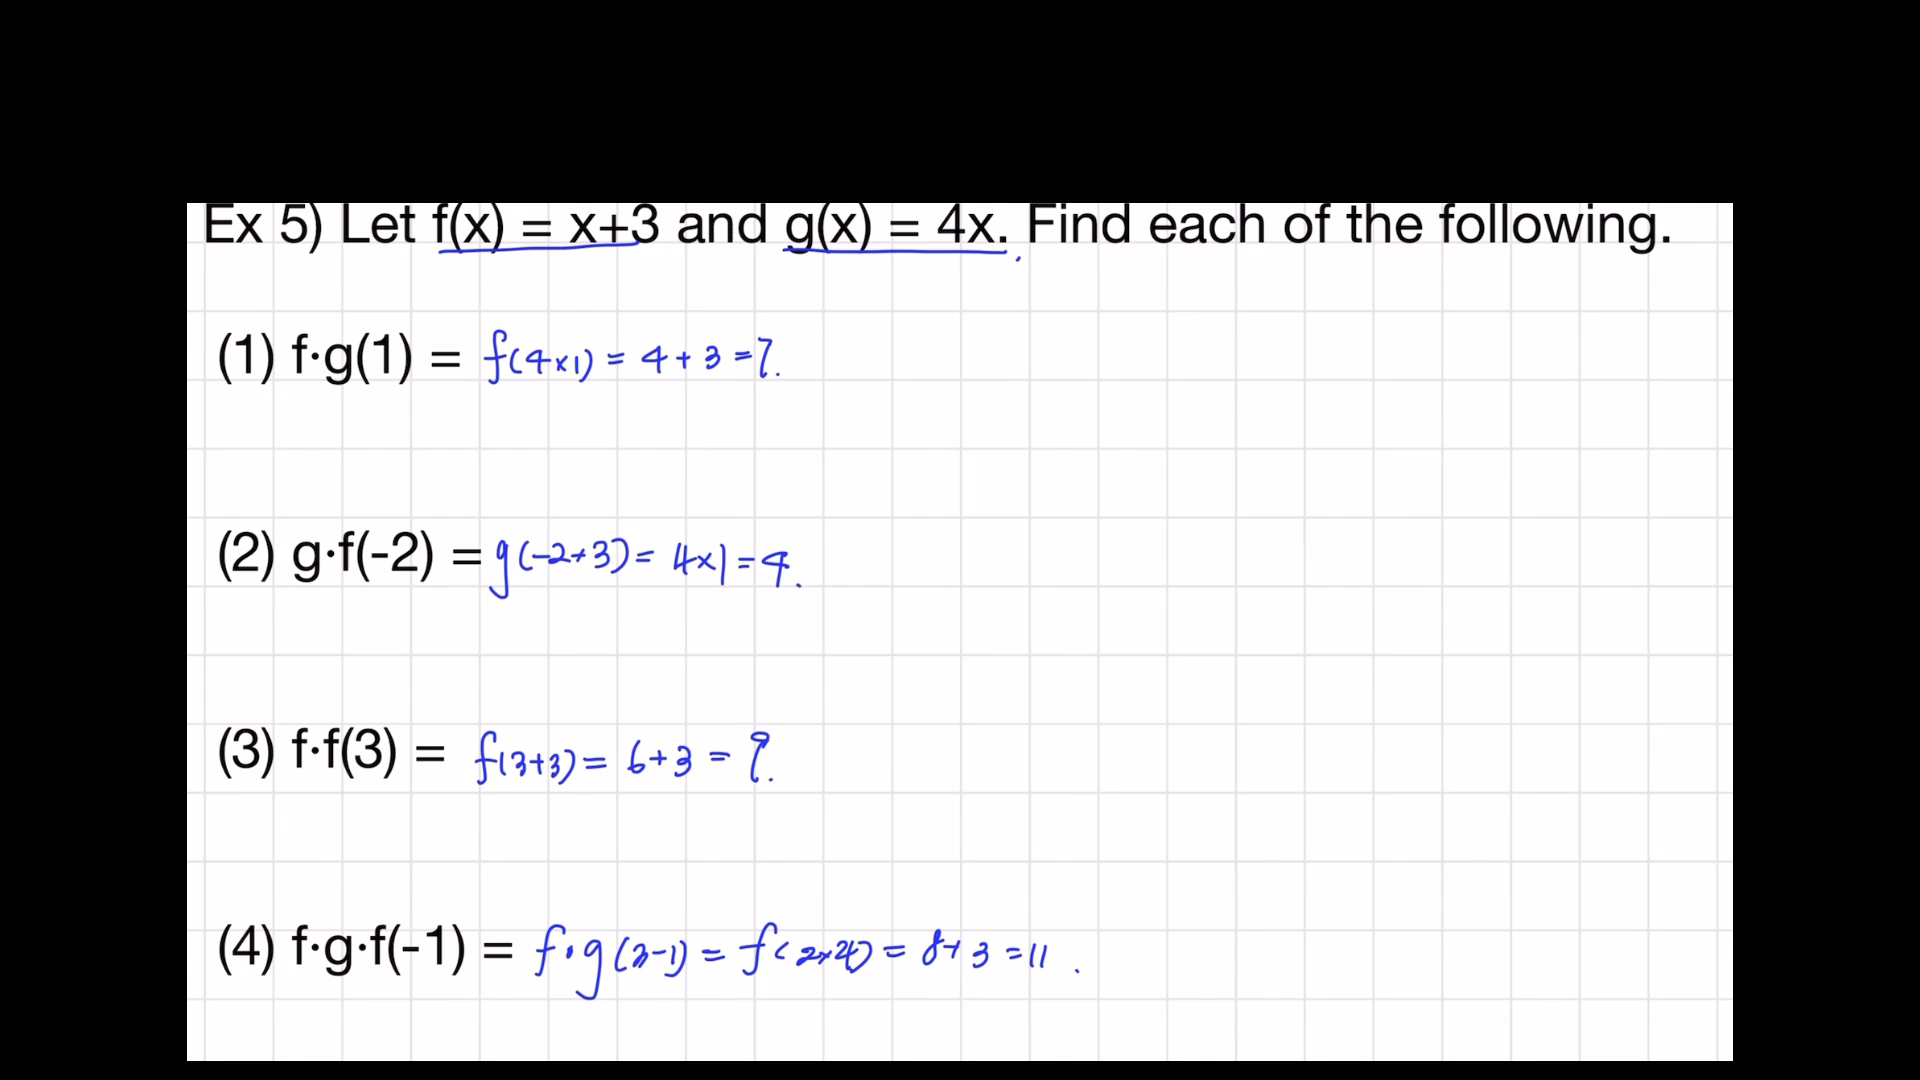 Ex 5) Let f(x) = x+3 and g(x) = 4x. Find each of the following.
(1) f·g(1) = f(4×1) = 4+3 = 7.
(2) g·f(-2) = g(-2+3) = 4×1 = 4.
(3) f·f(3) = f(3+3) = 6+3 = 9.
(4) f·g·f(-1) = f·g(3-1) = f(2×4) = 8+3 = 11.